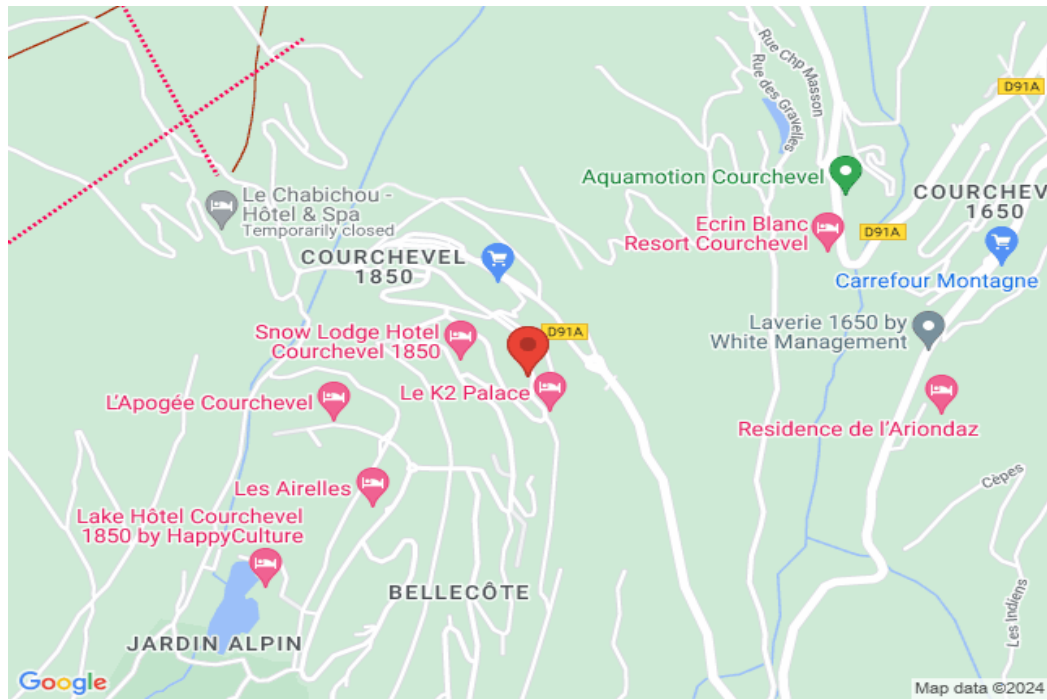 Rue Chp Masson
Rue des Gravelles
D91A
Aquamotion Courchevel
COURCHEV
1650
Le Chabichou -
Hôtel & Spa
Temporarily closed
Ecrin Blanc
Resort Courchevel
D91A
COURCHEVEL
1850
Carrefour Montagne
Snow Lodge Hotel
Courchevel 1850
D91A
Laverie 1650 by
White Management
L'Apogée Courchevel
Le K2 Palace
Residence de l'Ariondaz
Les Airelles
Cèpes
Lake Hôtel Courchevel
1850 by HappyCulture
BELLECÔTE
Les Indiens
JARDIN ALPIN
Google
Map data ©2024